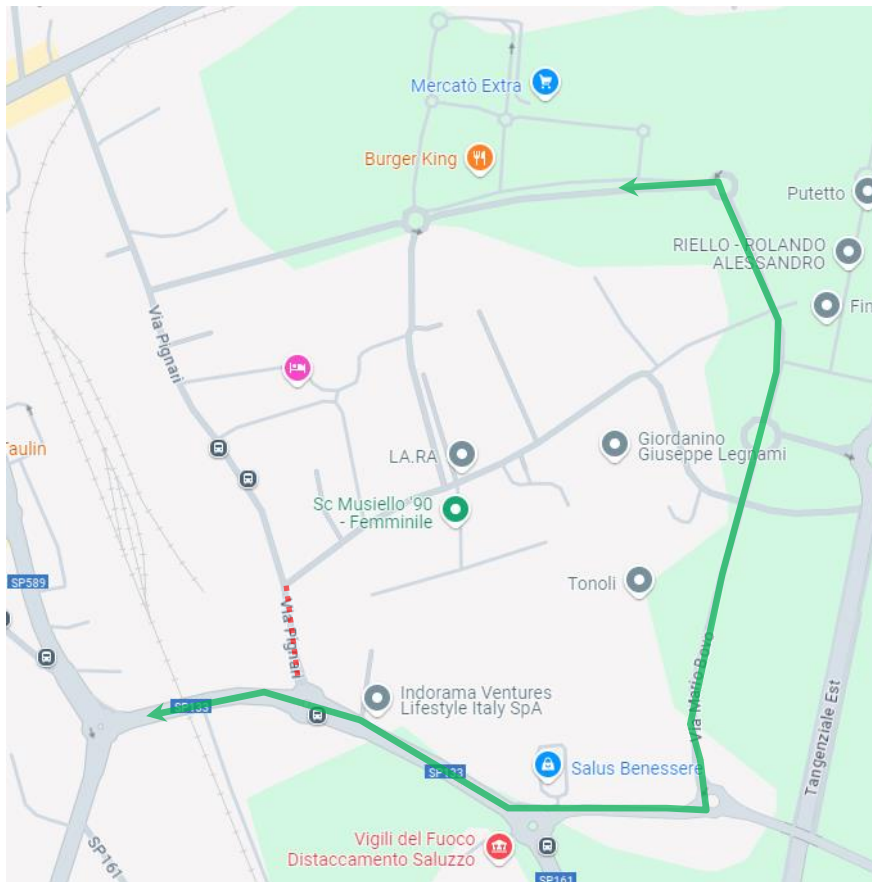 Mercatò Extra
Burger King
Putetto
RIELLO - ROLANDO
ALESSANDRO
Fin
Via Pignari
Taulin
LA.RA
Giordanino
Giuseppe Legnami
Sc Musiello '90
- Femminile
SP589
Tonoli
Via Pignari
Via Mario Bovo
Indorama Ventures
Lifestyle Italy SpA
SP133
Tangenziale Est
SP133
Salus Benessere
Vigili del Fuoco
Distaccamento Saluzzo
SP161
SP161